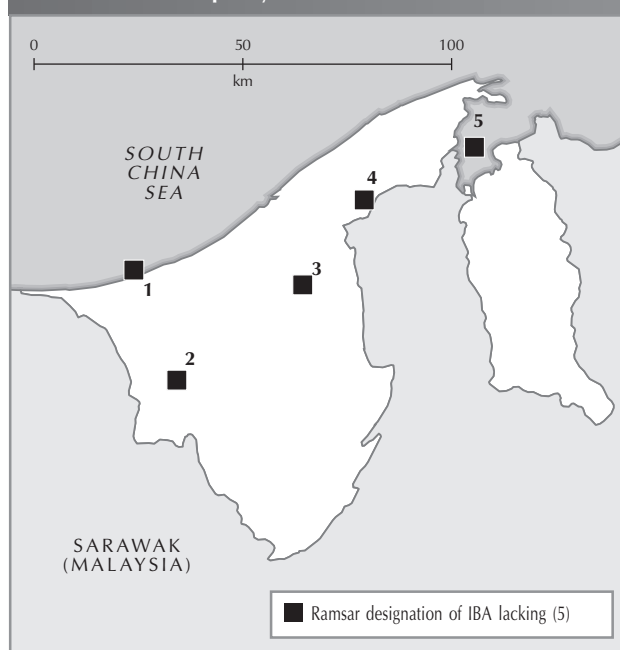 0 50 100
km
SOUTH
CHINA
SEA
5
4
3
1
2
SARAWAK
(MALAYSIA)
Ramsar designation of IBA lacking (5)